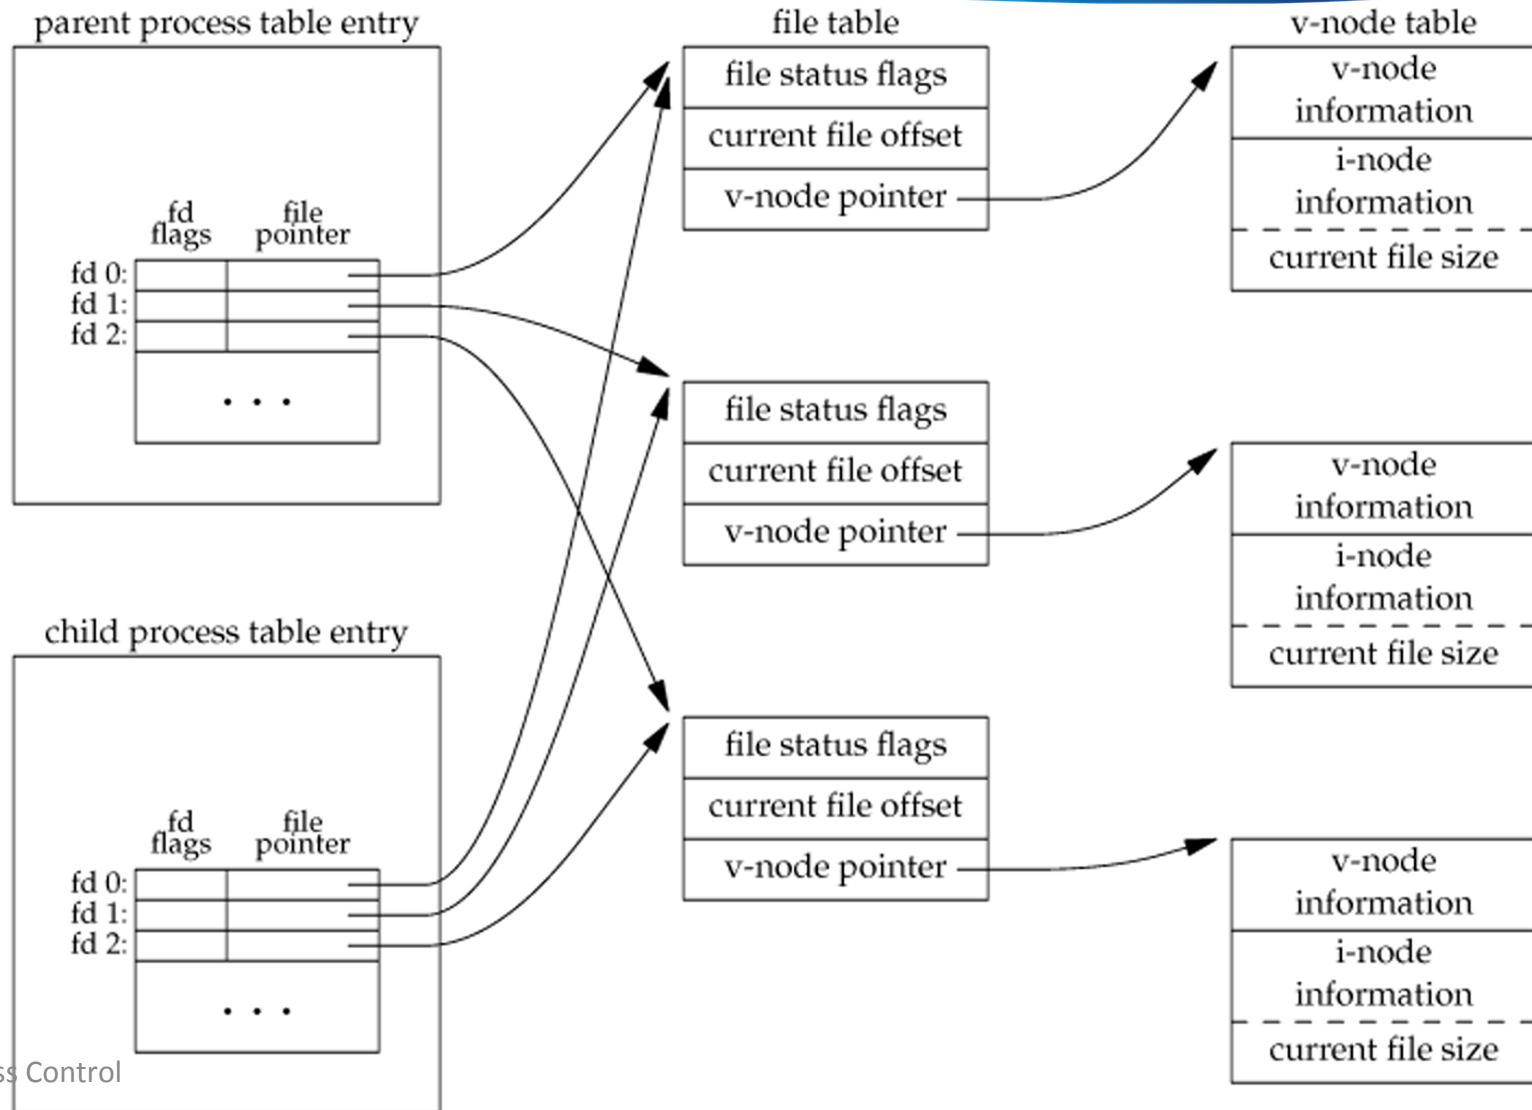 parent process table entry
fd
flags
file
pointer
fd 0:
fd 1:
fd 2:
. . .
child process table entry
fd
flags
file
pointer
fd 0:
fd 1:
fd 2:
. . .
file table
file status flags
current file offset
v-node pointer
file status flags
current file offset
v-node pointer
file status flags
current file offset
v-node pointer
v-node table
v-node
information
i-node
information
current file size
v-node
information
i-node
information
current file size
v-node
information
i-node
information
current file size
ss Control